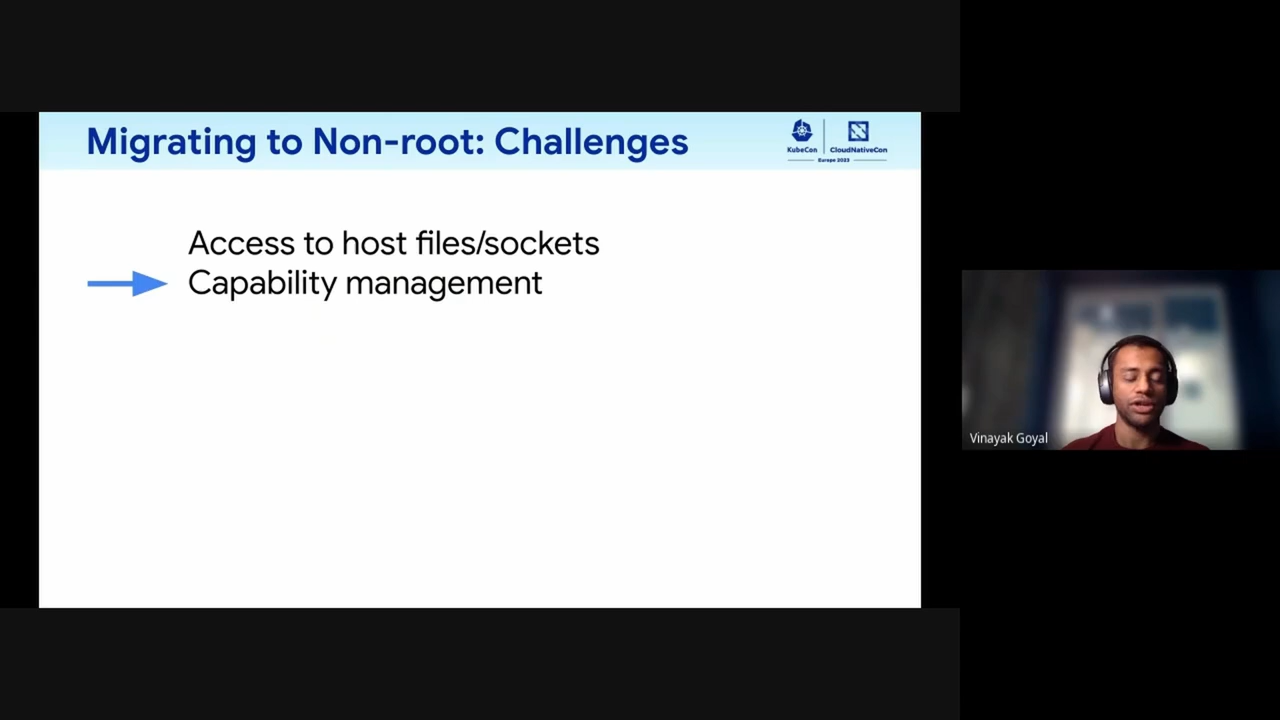 Migrating to Non-root: Challenges
KubeCon
CloudNativeCon
Europe 2023
Access to host files/sockets
Capability management
Vinayak Goyal